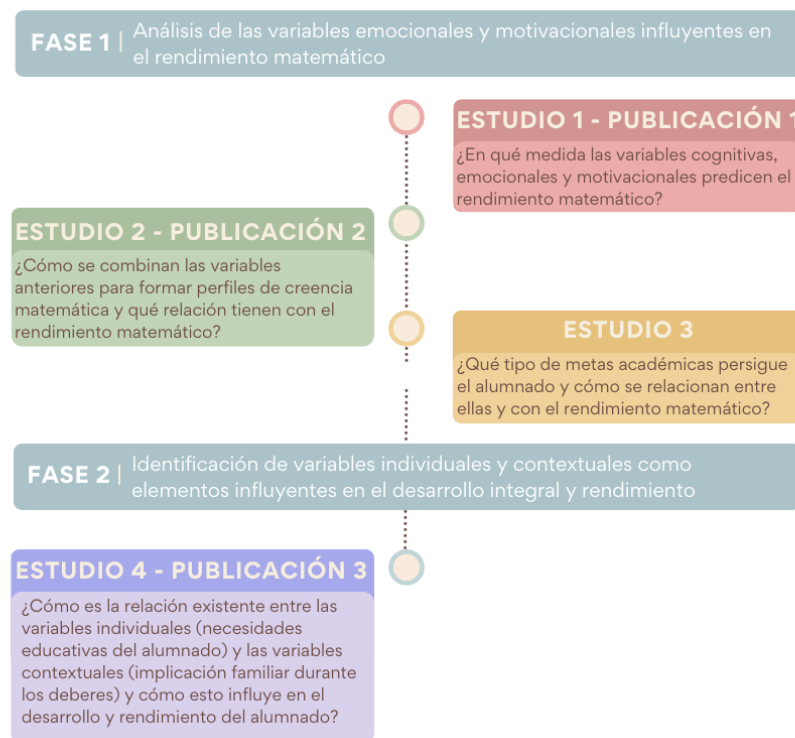 FASE 1 | Análisis de las variables emocionales y motivacionales influyentes en
el rendimiento matemático
ESTUDIO 1 - PUBLICACIÓN 1
¿En qué medida las variables cognitivas,
emocionales y motivacionales predicen el
rendimiento matemático?
ESTUDIO 2 - PUBLICACIÓN 2
¿Cómo se combinan las variables
anteriores para formar perfiles de creencia
matemática y qué relación tienen con el
rendimiento matemático?
ESTUDIO 3
¿Qué tipo de metas académicas persigue
el alumnado y cómo se relacionan entre
ellas y con el rendimiento matemático?
FASE 2 | Identificación de variables individuales y contextuales como
elementos influyentes en el desarrollo integral y rendimiento
ESTUDIO 4 - PUBLICACIÓN 3
¿Cómo es la relación existente entre las
variables individuales (necesidades
educativas del alumnado) y las variables
contextuales (implicación familiar durante
los deberes) y cómo esto influye en el
desarrollo y rendimiento del alumnado?